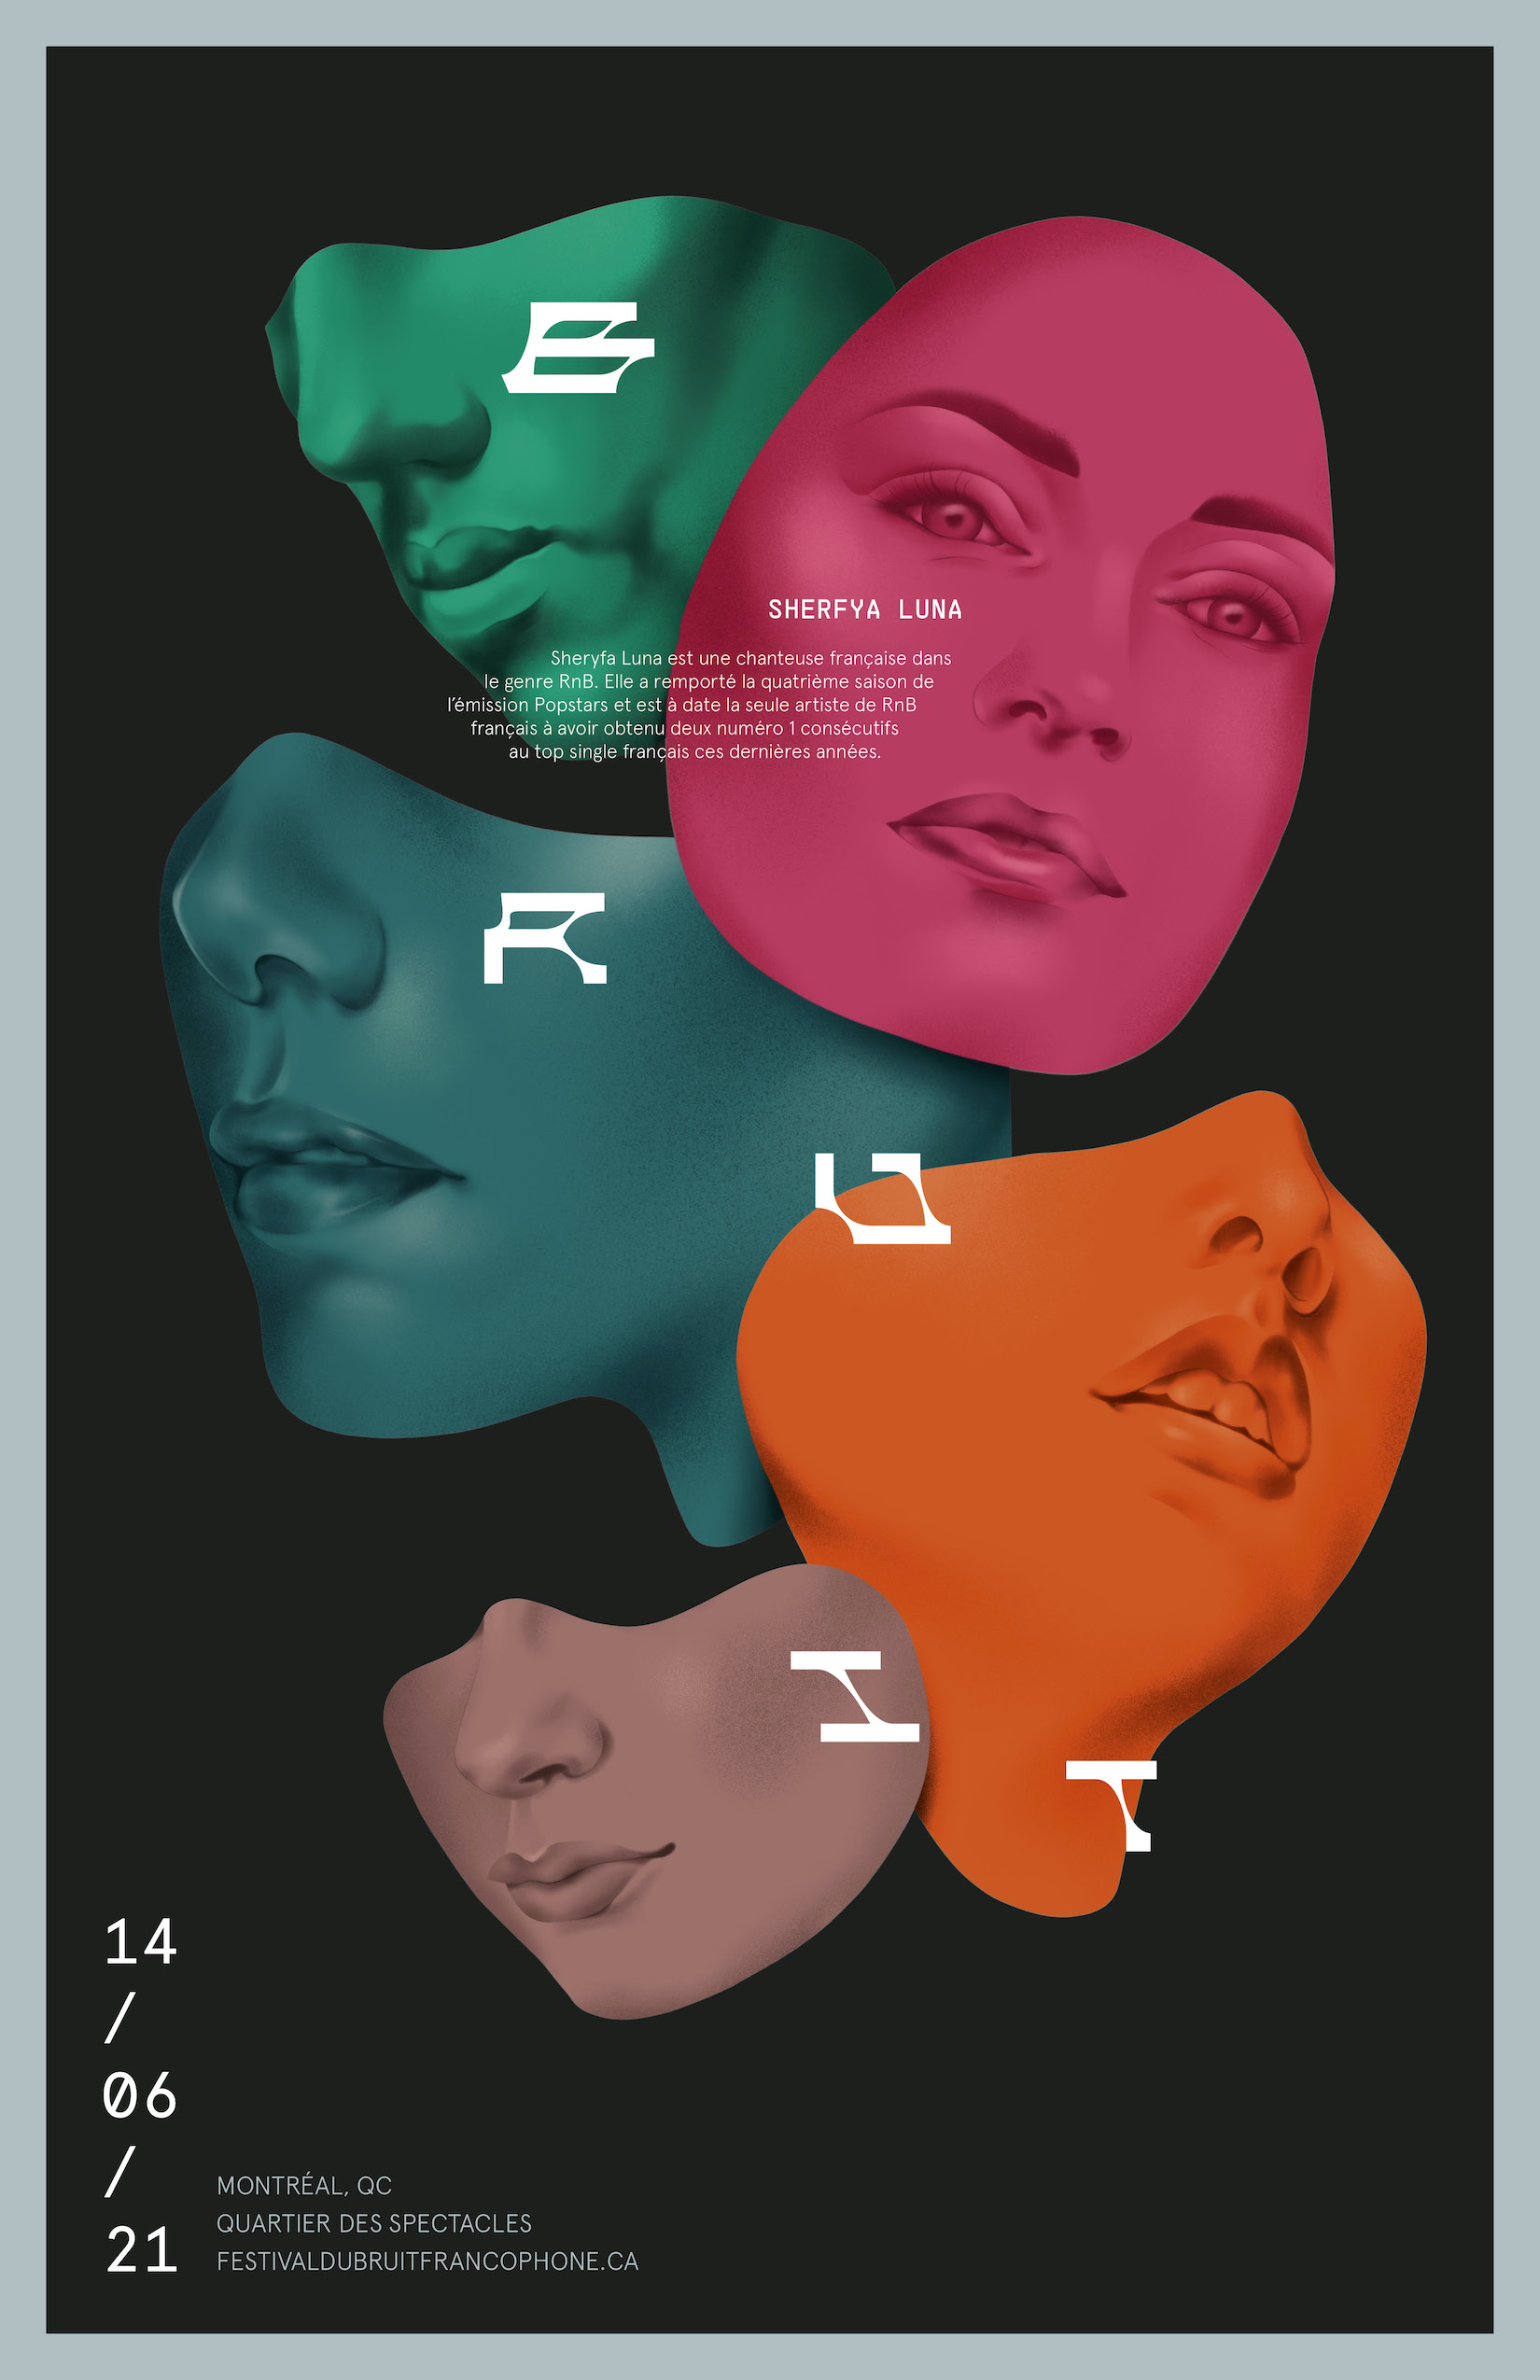 B
SHERFYA LUNA
Sheryfa Luna est une chanteuse française dans
le genre RnB. Elle a remporté la quatrième saison de
l’émission Popstars et est à date la seule artiste de RnB
français à avoir obtenu deux numéro 1 consécutifs
au top single français ces dernières années.
R
U
I
T
14
/
06
/
21
MONTRÉAL, QC
QUARTIER DES SPECTACLES
FESTIVALDUBRUITFRANCOPHONE.CA